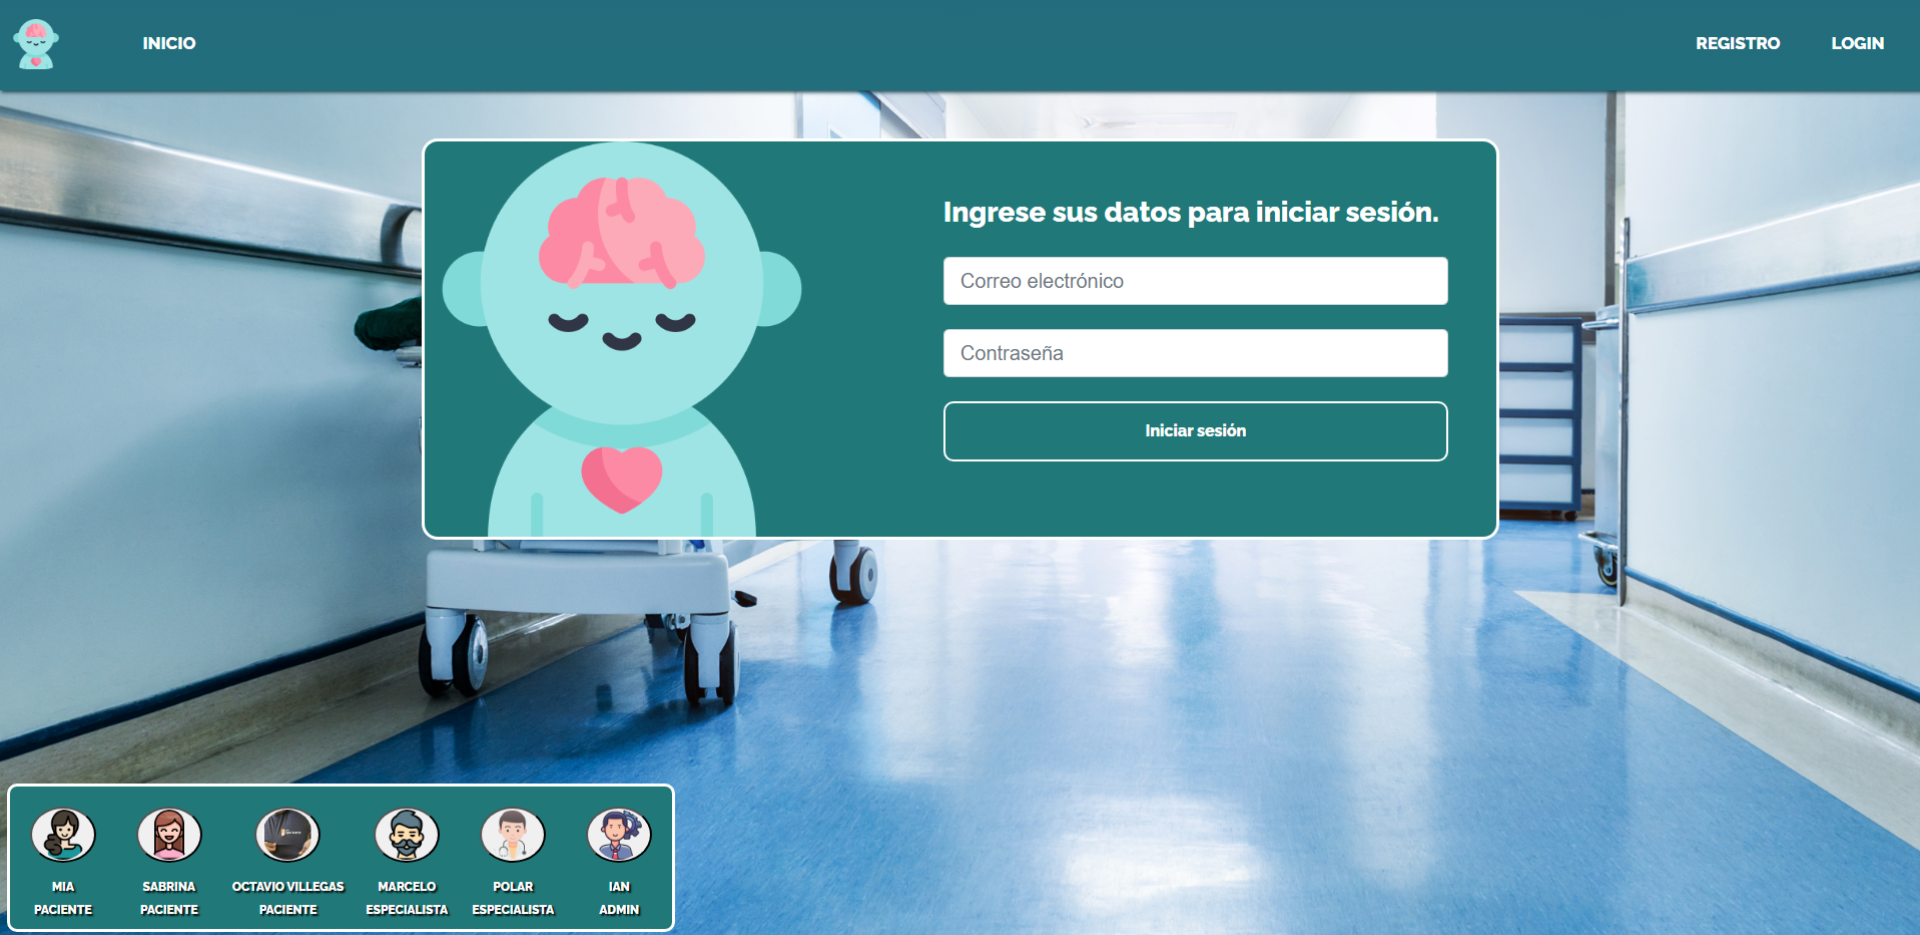 INICIO
REGISTRO
LOGIN
Ingrese sus datos para iniciar sesión.
Correo electrónico
Contraseña
Iniciar sesión
MIA
PACIENTE
SABRINA
PACIENTE
OCTAVIO VILLEGAS
PACIENTE
MARCELO
ESPECIALISTA
POLAR
ESPECIALISTA
IAN
ADMIN